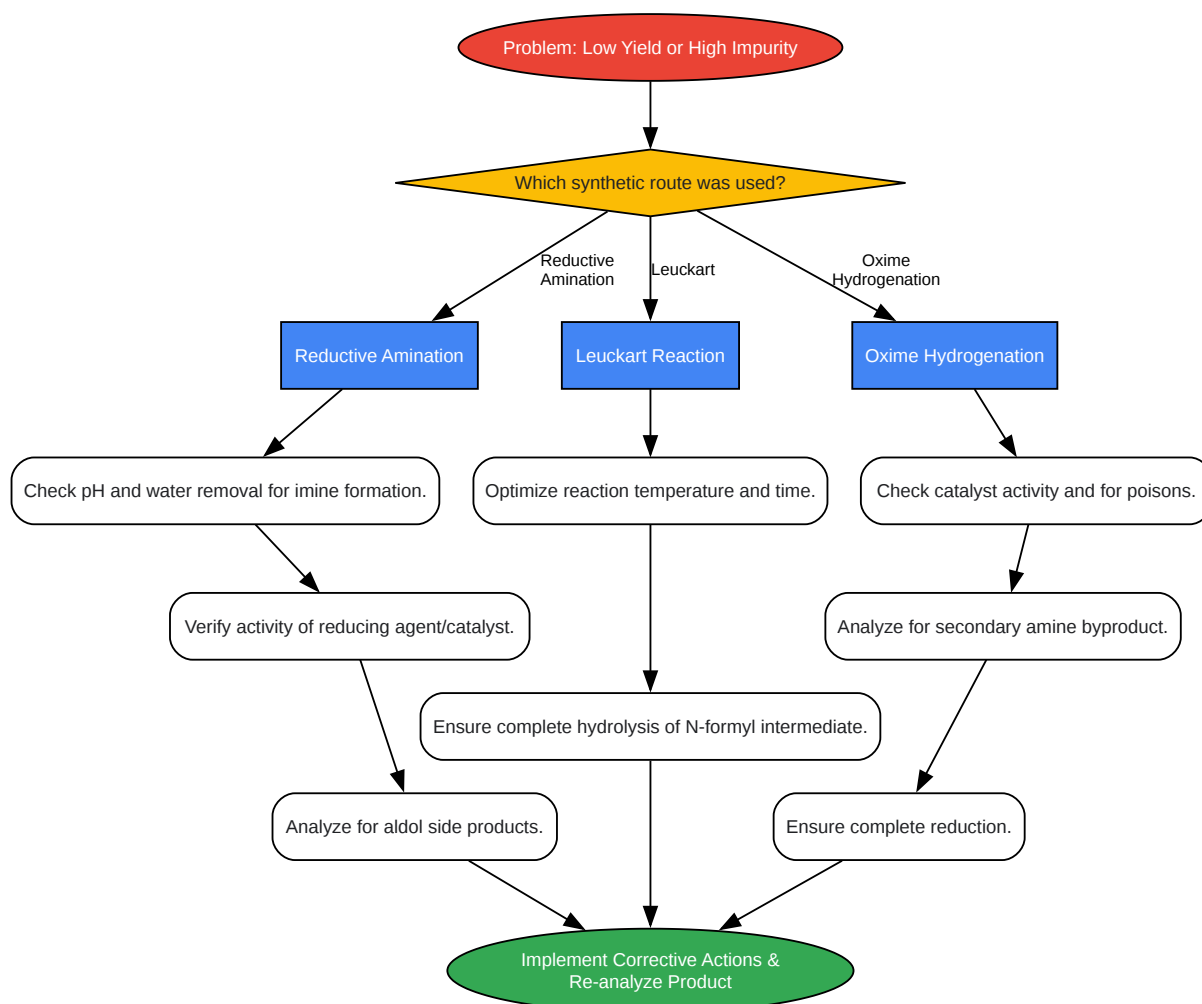 Problem: Low Yield or High Impurity
Which synthetic route was used?
Reductive
Amination
Leuckart
Oxime
Hydrogenation
Reductive Amination
Leuckart Reaction
Oxime Hydrogenation
Check pH and water removal for imine formation.
Optimize reaction temperature and time.
Check catalyst activity and for poisons.
Verify activity of reducing agent/catalyst.
Analyze for secondary amine byproduct.
Ensure complete hydrolysis of N-formyl intermediate.
Analyze for aldol side products.
Ensure complete reduction.
Implement Corrective Actions &
Re-analyze Product